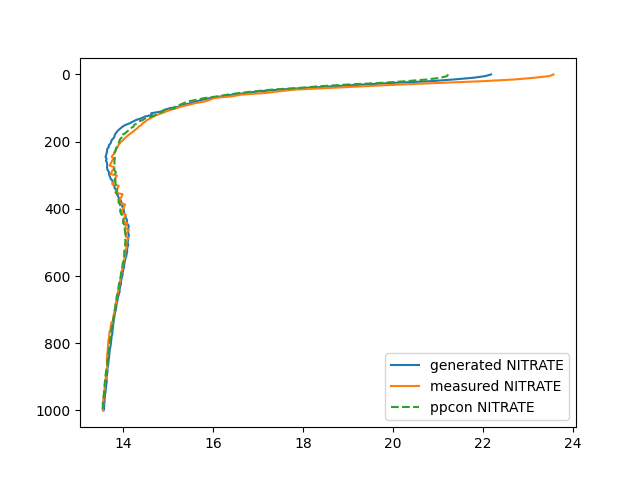 0
200
400
600
800
1000
14 16 18 20 22 24
generated NITRATE
measured NITRATE
ppcon NITRATE